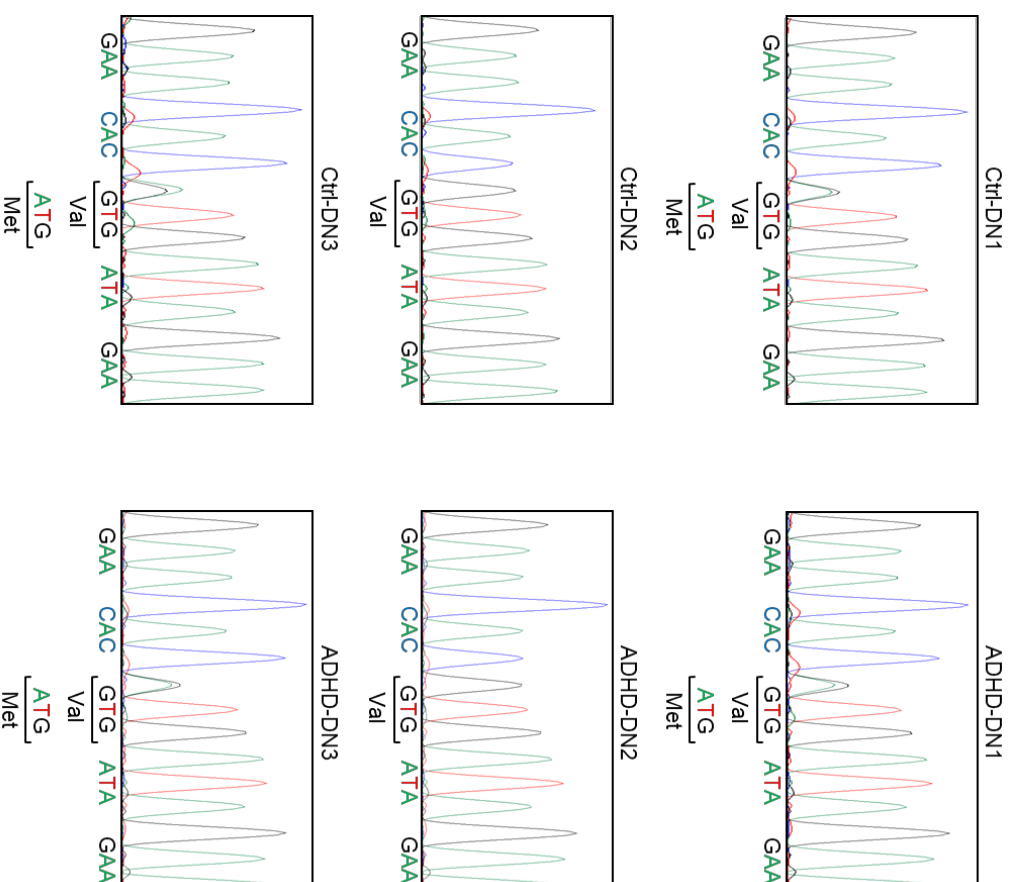 Ctrl-DN1
GAA CAC GTG ATA GAA
Val
ATG
Met
Ctrl-DN2
GAA CAC GTG ATA GAA
Val
Ctrl-DN3
GAA CAC GTG ATA GAA
Val
ATG
Met
ADHD-DN1
GAA CAC GTG ATA GAA
Val
ATG
Met
ADHD-DN2
GAA CAC GTG ATA GAA
Val
ADHD-DN3
GAA CAC GTG ATA GAA
Val
ATG
Met